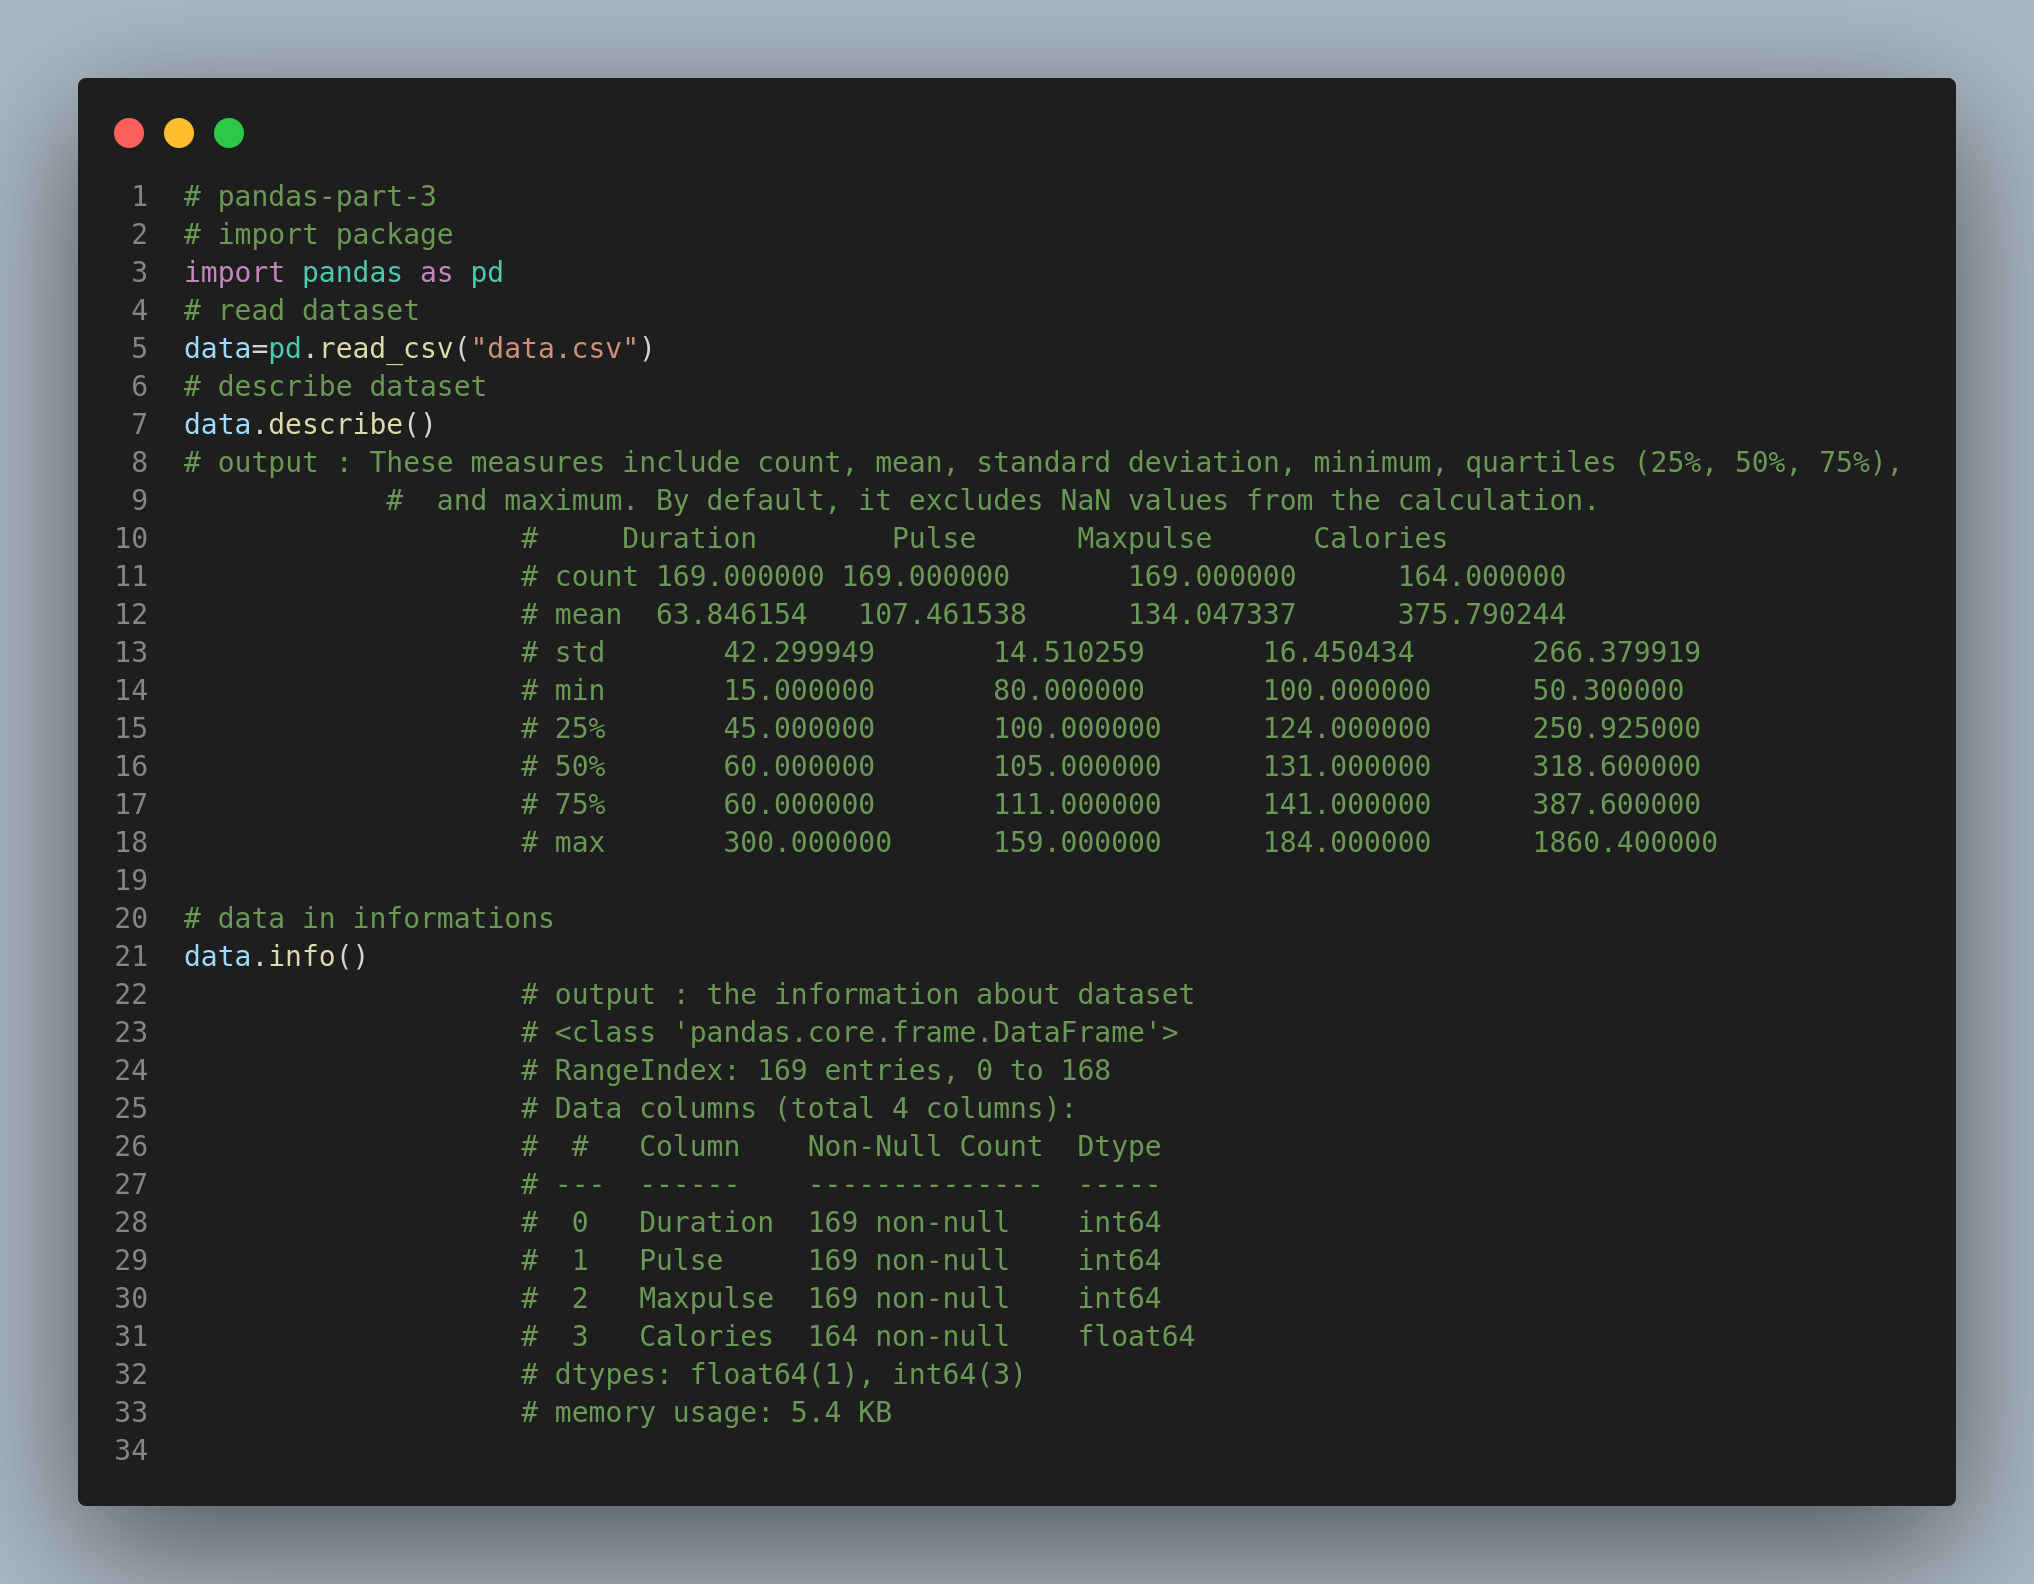 1 # pandas-part-3
2 # import package
3 import pandas as pd
4 # read dataset
5 data=pd.read_csv("data.csv")
6 # describe dataset
7 data.describe()
8 # output : These measures include count, mean, standard deviation, minimum, quartiles (25%, 50%, 75%),
9             #  and maximum. By default, it excludes NaN values from the calculation.
10                     #     Duration        Pulse      Maxpulse      Calories
11                     # count 169.000000 169.000000       169.000000      164.000000
12                     # mean  63.846154   107.461538      134.047337      375.790244
13                     # std       42.299949       14.510259       16.450434       266.379919
14                     # min       15.000000       80.000000       100.000000      50.300000
15                     # 25%       45.000000       100.000000      124.000000      250.925000
16                     # 50%       60.000000       105.000000      131.000000      318.600000
17                     # 75%       60.000000       111.000000      141.000000      387.600000
18                     # max       300.000000      159.000000      184.000000      1860.400000
19
20 # data in informations
21 data.info()
22                     # output : the information about dataset
23                     # <class 'pandas.core.frame.DataFrame'>
24                     # RangeIndex: 169 entries, 0 to 168
25                     # Data columns (total 4 columns):
26                     #  #   Column    Non-Null Count  Dtype
27                     # ---  ------    --------------  -----
28                     #  0   Duration  169 non-null    int64
29                     #  1   Pulse     169 non-null    int64
30                     #  2   Maxpulse  169 non-null    int64
31                     #  3   Calories  164 non-null    float64
32                     # dtypes: float64(1), int64(3)
33                     # memory usage: 5.4 KB
34